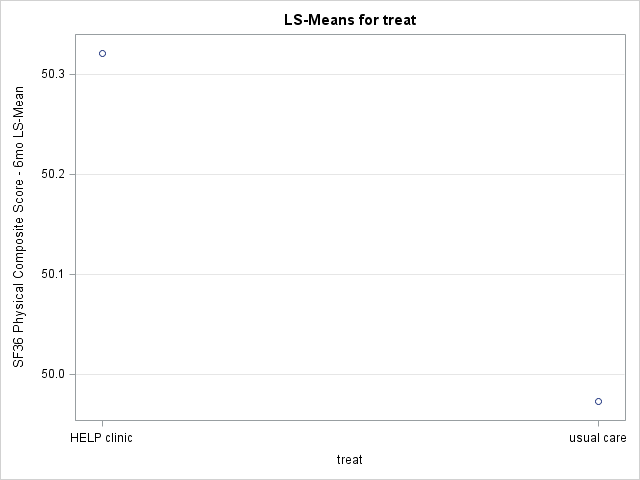 LS-Means for treat
SF36 Physical Composite Score - 6mo LS-Mean
50.3
50.2
50.1
50.0
HELP clinic
usual care
treat